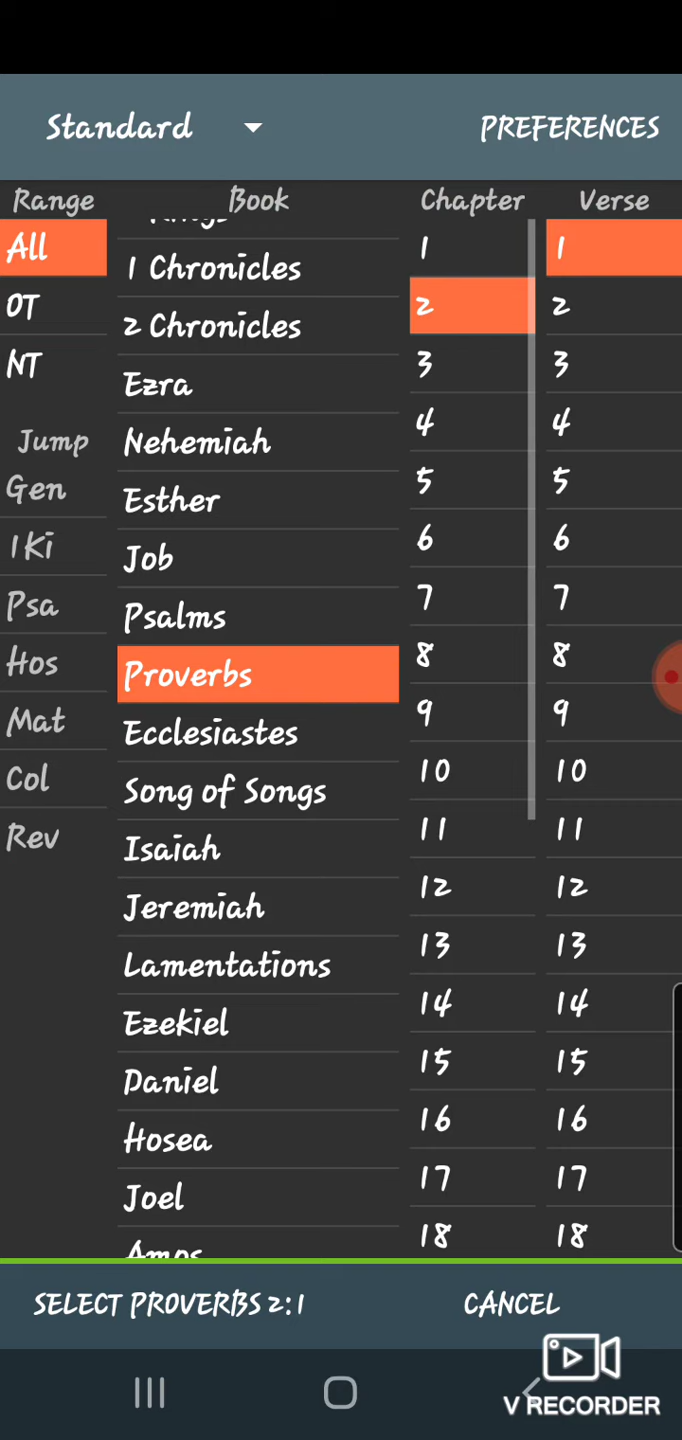 Standard
PREFERENCES
Range
Book
Chapter
Verse
All
OT
NT
Jump
Gen
1 Ki
Psa
Hos
Mat
Col
Rev
1 Chronicles
2 Chronicles
Ezra
Nehemiah
Esther
Job
Psalms
Proverbs
Ecclesiastes
Song of Songs
Isaiah
Jeremiah
Lamentations
Ezekiel
Daniel
Hosea
Joel
Amos
1
2
3
4
5
6
7
8
9
10
11
12
13
14
15
16
17
18
1
2
3
4
5
6
7
8
9
10
11
12
13
14
15
16
17
18
SELECT PROVERBS 2:1
CANCEL
V RECORDER